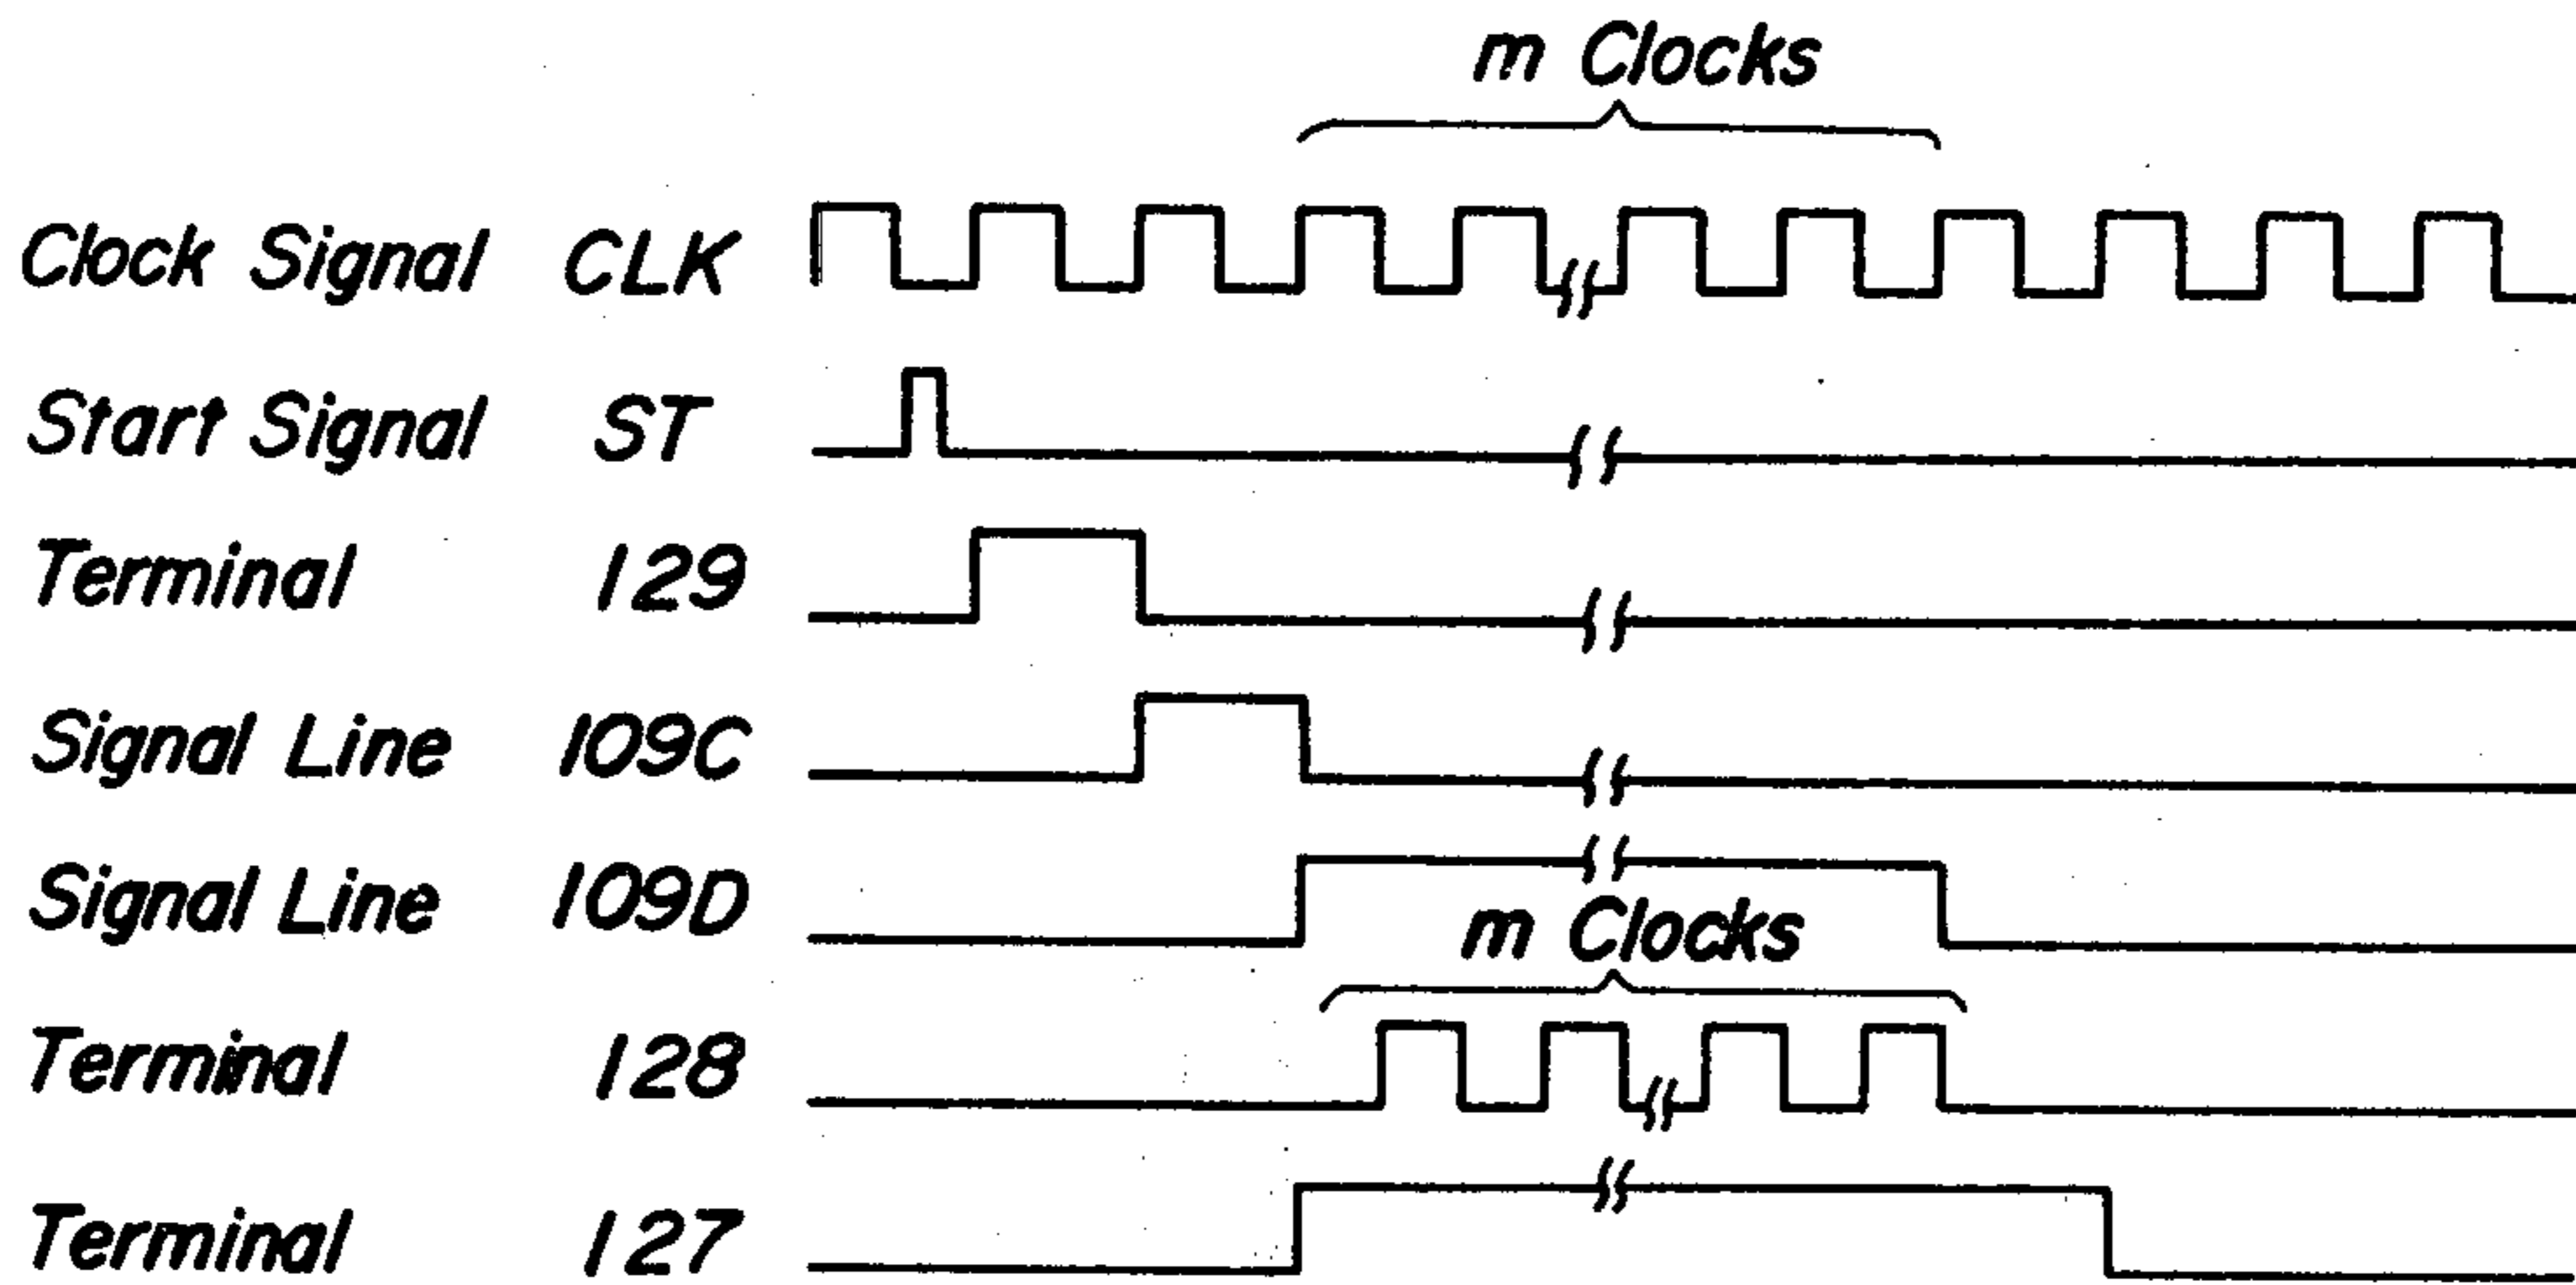 m Clocks
Clock Signal CLK
Start Signal ST
Terminal 129
Signal Line 109C
Signal Line 109D
m Clocks
Terminal 128
Terminal 127